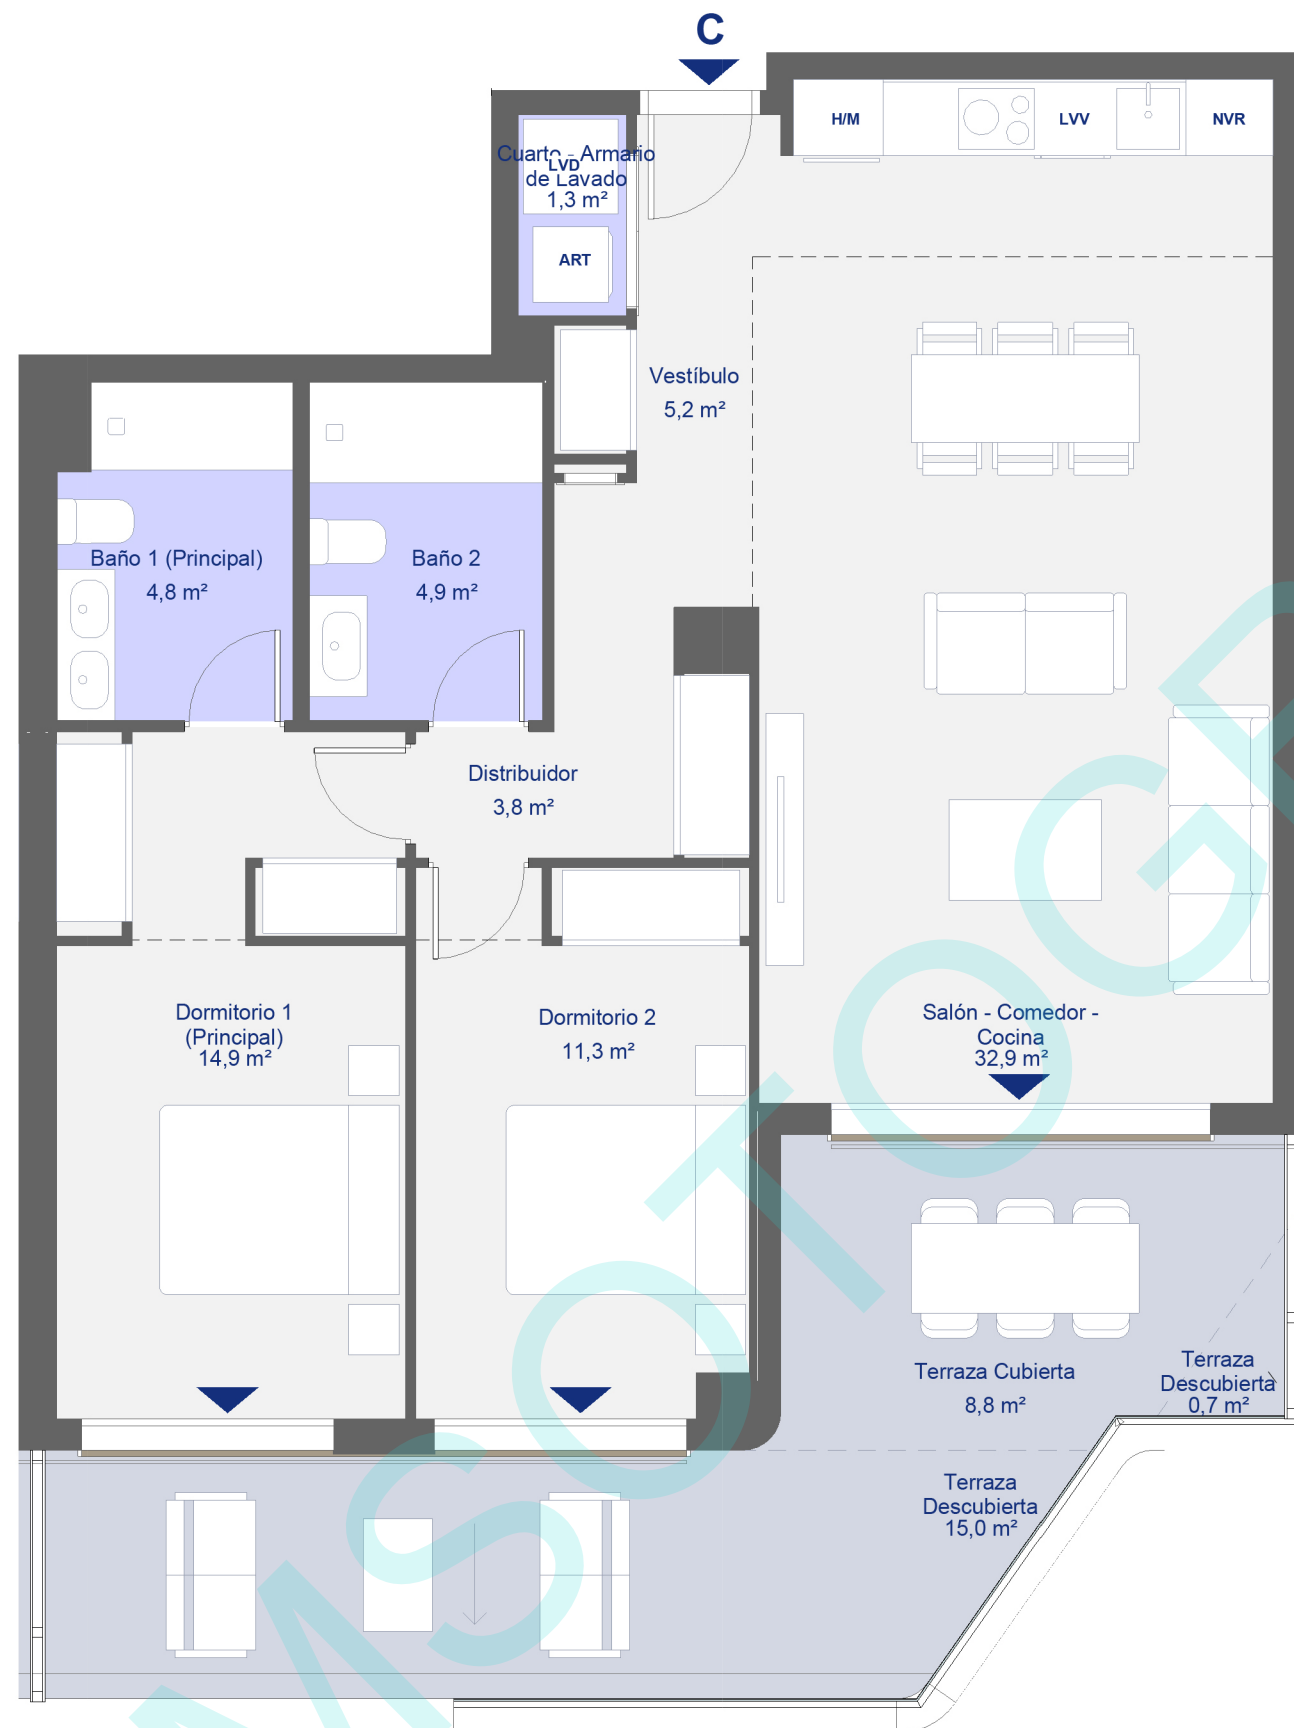 C
H/M
LVV
NVR
Cuarto - Armario
LVD
de Lavado
1,3 m²
ART
Vestíbulo
5,2 m²
Baño 1 (Principal)
4,8 m²
Baño 2
4,9 m²
Distribuidor
3,8 m²
Dormitorio 1
(Principal)
14,9 m²
Dormitorio 2
11,3 m²
Salón - Comedor -
Cocina
32,9 m²
Terraza Cubierta
8,8 m²
Terraza
Descubierta
0,7 m²
Terraza
Descubierta
15,0 m²